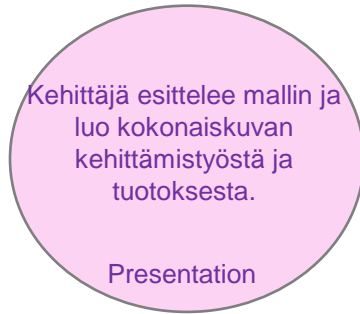 Kehittäjä esittelee mallin ja
luo kokonaiskuvan
kehittämistyöstä ja
tuotoksesta.
Presentation